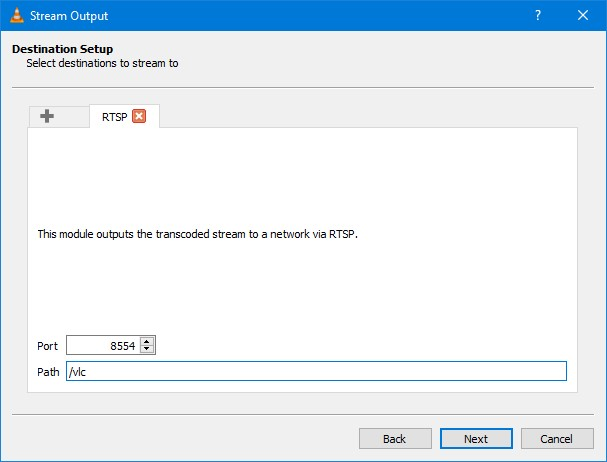 Stream Output
?
Destination Setup
Select destinations to stream to
RTSP
This module outputs the transcoded stream to a network via RTSP.
Port 8554
Path /vlc
Back Next Cancel